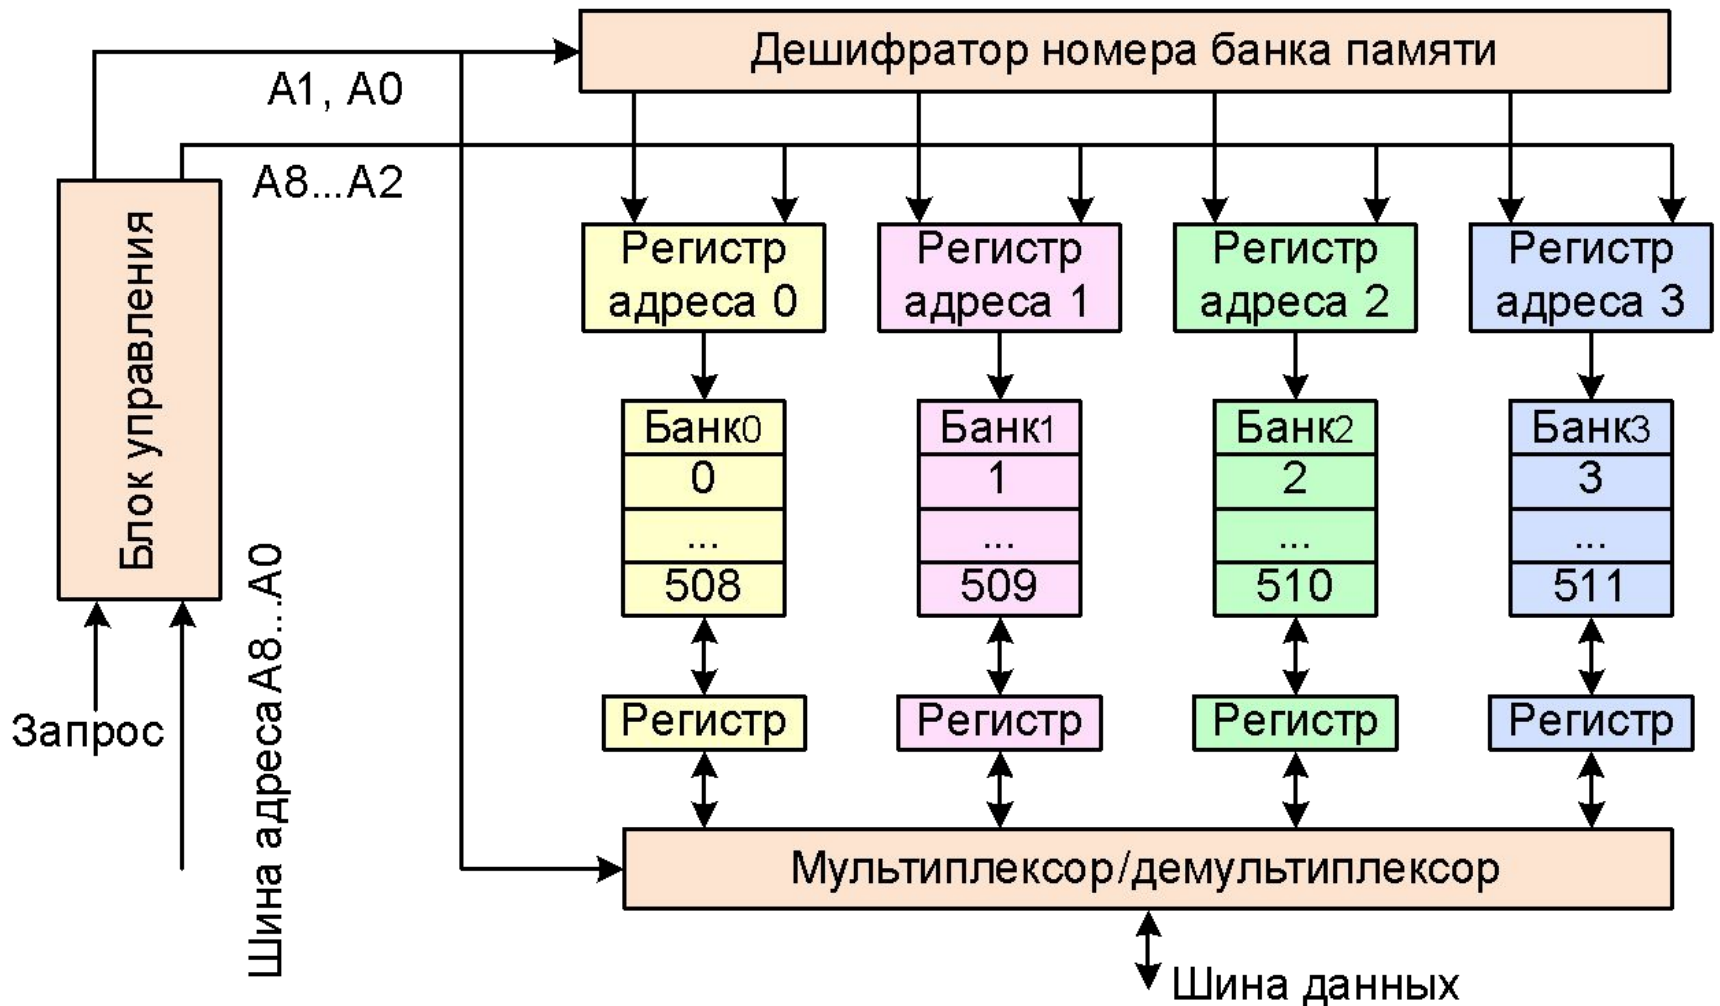 Дешифратор номера банка памяти
A1, A0
A8...A2
Блок управления
Регистр
адреса 0
Регистр
адреса 1
Регистр
адреса 2
Регистр
адреса 3
Банк0
0
...
508
Банк1
1
...
509
Банк2
2
...
510
Банк3
3
...
511
Запрос
Шина адреса A8...A0
Регистр
Регистр
Регистр
Регистр
Мультиплексор/демультиплексор
Шина данных